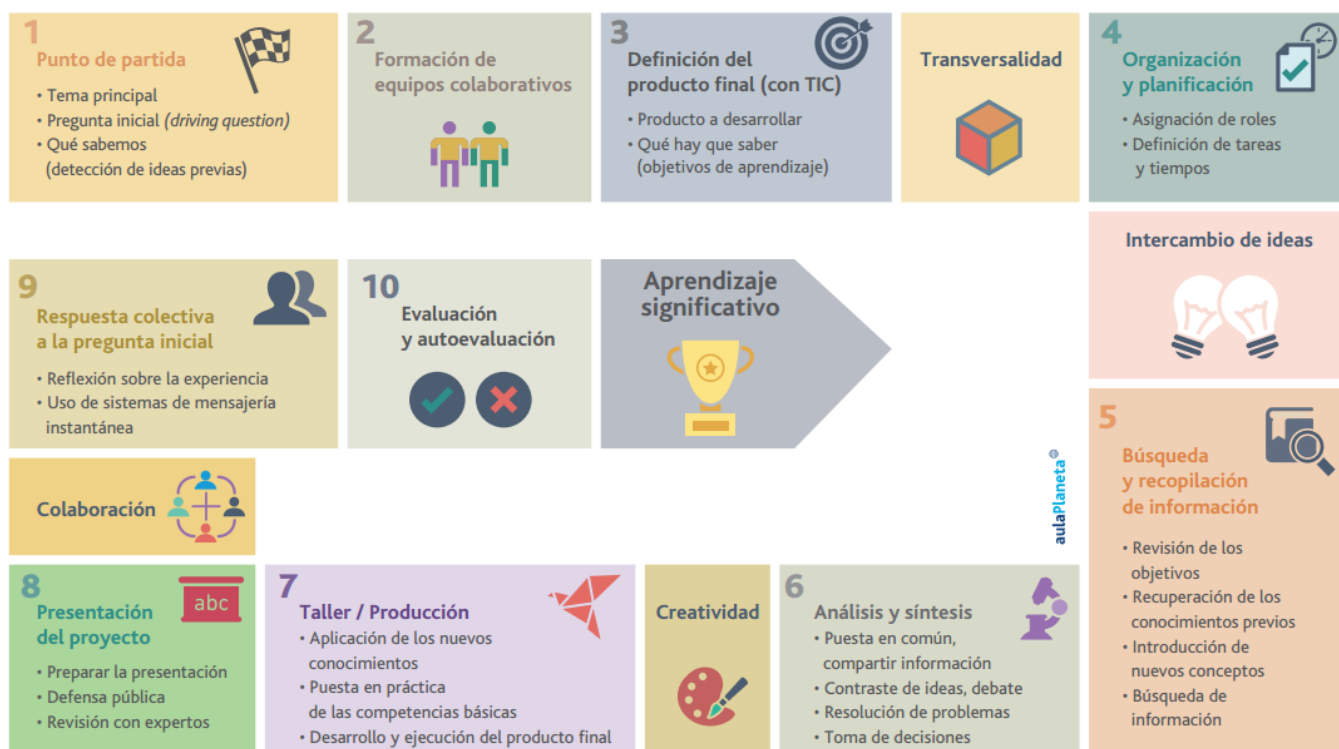 1
Punto de partida
• Tema principal
• Pregunta inicial (driving question)
• Qué sabemos
(detección de ideas previas)
2
Formación de
equipos colaborativos
3
Definición del
producto final (con TIC)
• Producto a desarrollar
• Qué hay que saber
(objetivos de aprendizaje)
Transversalidad
4
Organización
y planificación
• Asignación de roles
• Definición de tareas
y tiempos
Intercambio de ideas
5
Búsqueda
y recopilación
de información
• Revisión de los
objetivos
• Recuperación de los
conocimientos previos
• Introducción de
nuevos conceptos
• Búsqueda de
información
6
Análisis y síntesis
• Puesta en común,
compartir información
• Contraste de ideas, debate
• Resolución de problemas
• Toma de decisiones
Creatividad
7
Taller / Producción
• Aplicación de los nuevos
conocimientos
• Puesta en práctica
de las competencias básicas
• Desarrollo y ejecución del producto final
8
Presentación
del proyecto
abc
• Preparar la presentación
• Defensa pública
• Revisión con expertos
Colaboración
9
Respuesta colectiva
a la pregunta inicial
• Reflexión sobre la experiencia
• Uso de sistemas de mensajería
instantánea
10
Evaluación
y autoevaluación
Aprendizaje
significativo
aulaPlaneta